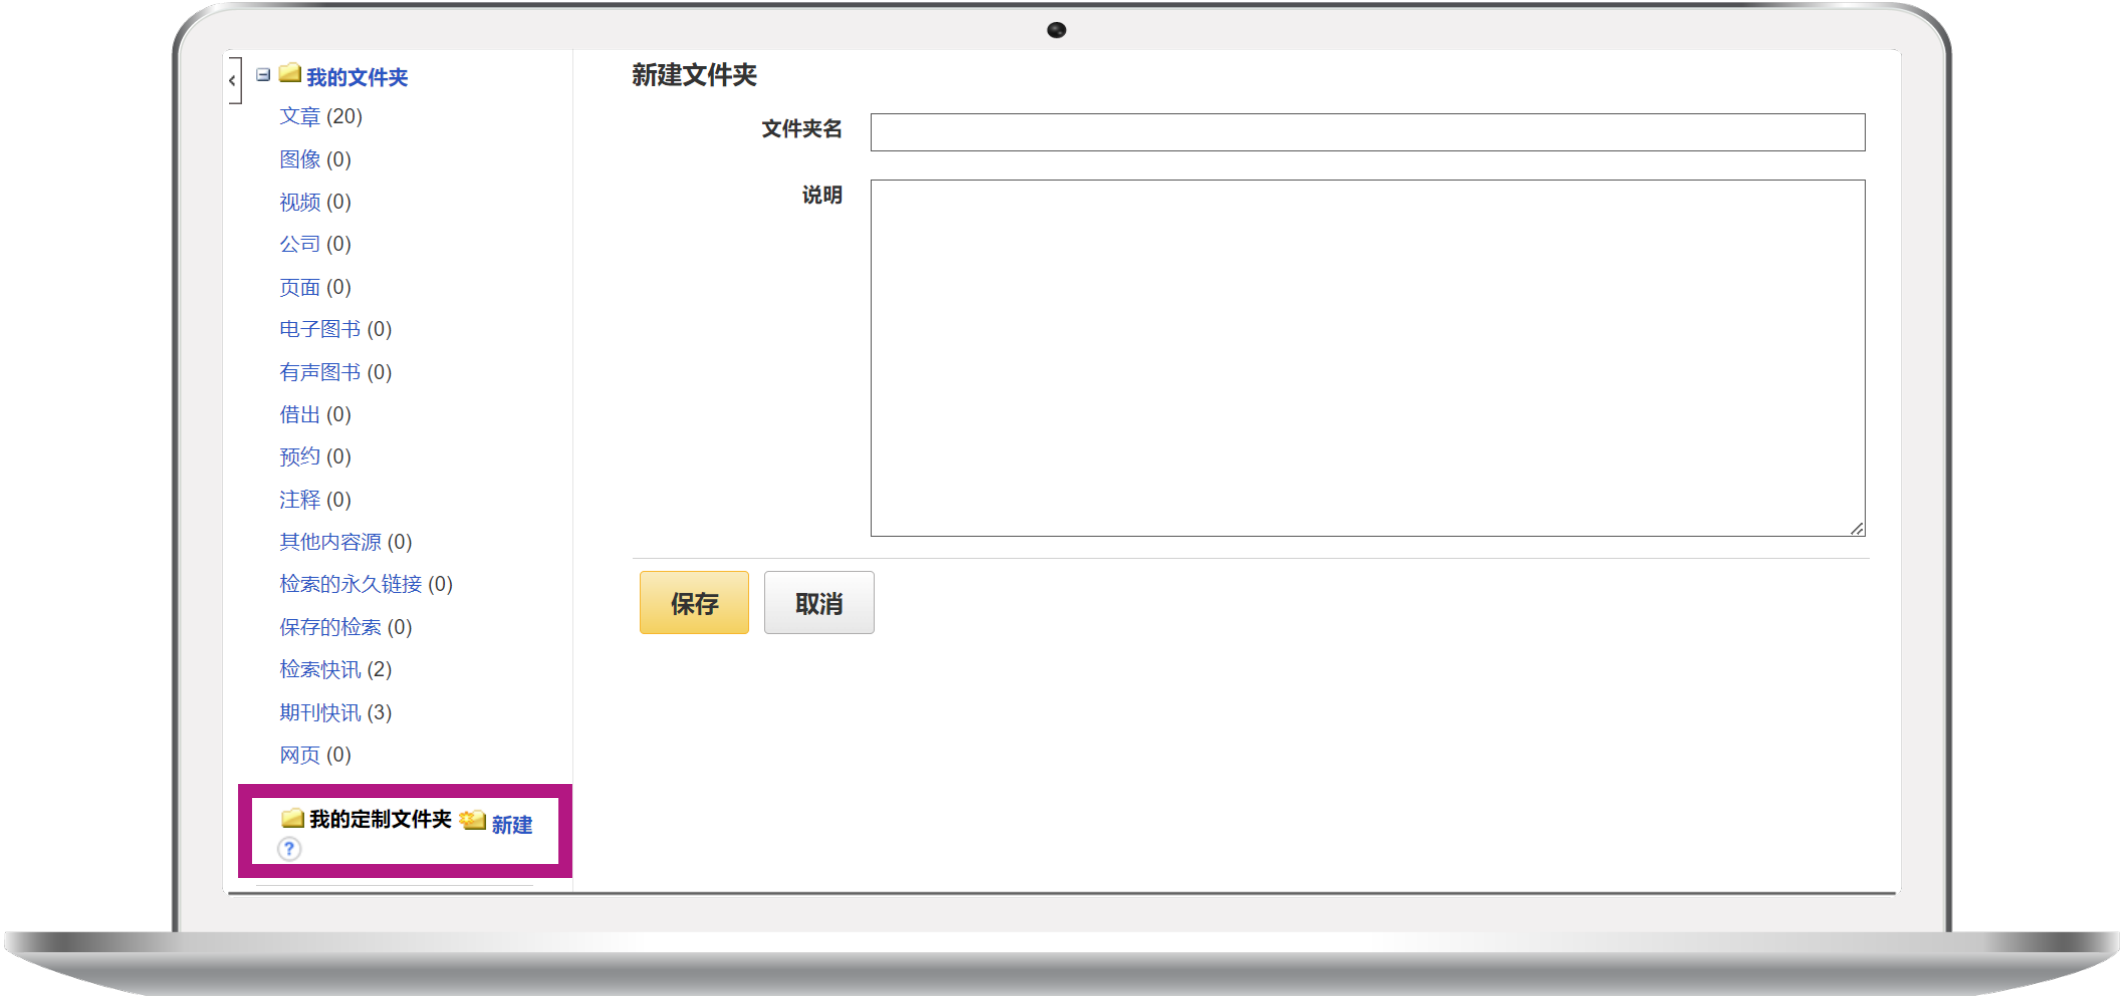 我的文件夹
文章 (20)
图像 (0)
视频 (0)
公司 (0)
页面 (0)
电子图书 (0)
有声图书 (0)
借出 (0)
预约 (0)
注释 (0)
其他内容源 (0)
检索的永久链接 (0)
保存的检索 (0)
检索快讯 (2)
期刊快讯 (3)
网页 (0)
我的定制文件夹 新建
?
新建文件夹
文件夹名
说明
保存 取消